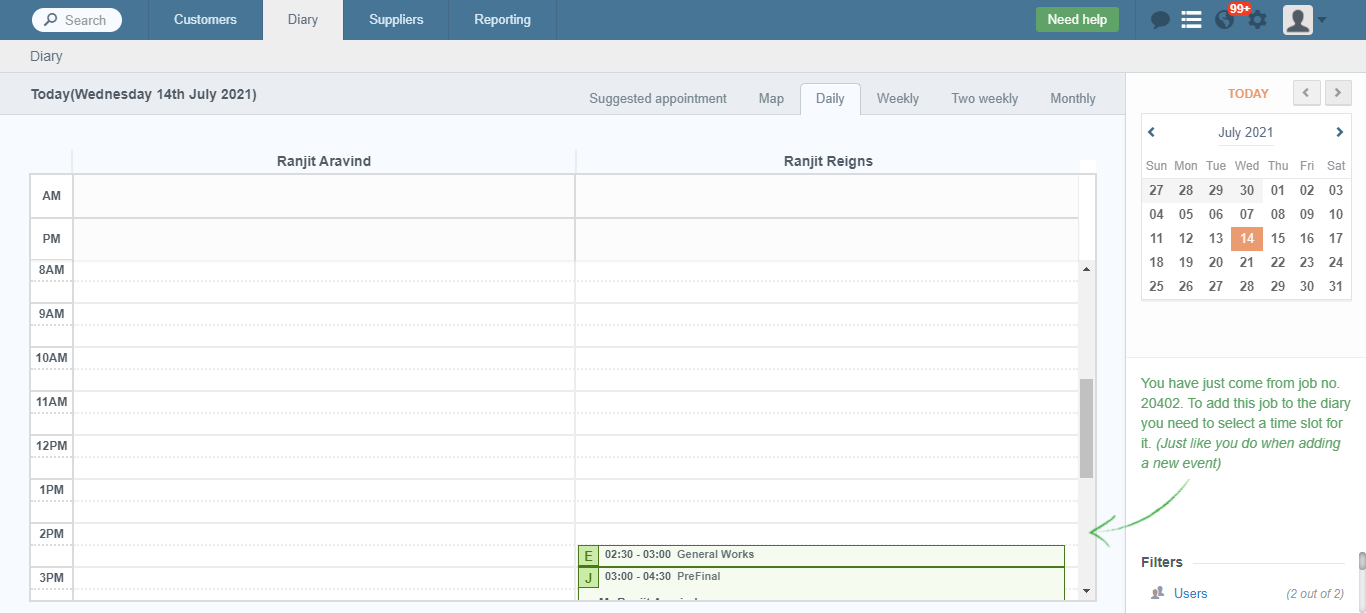 Search
Customers
Diary
Suppliers
Reporting
Need help
99+
Diary
Today(Wednesday 14th July 2021)
Suggested appointment
Map
Daily
Weekly
Two weekly
Monthly
TODAY
July 2021
Sun Mon Tue Wed Thu Fri Sat
27 28 29 30 01 02 03
04 05 06 07 08 09 10
11 12 13 14 15 16 17
18 19 20 21 22 23 24
25 26 27 28 29 30 31
Ranjit Aravind
Ranjit Reigns
AM
PM
8AM
9AM
10AM
11AM
12PM
1PM
2PM
E 02:30 - 03:00 General Works
3PM
J 03:00 - 04:30 PreFinal
You have just come from job no.
20402. To add this job to the diary
you need to select a time slot for
it. (Just like you do when adding
a new event)
Filters
Users (2 out of 2)